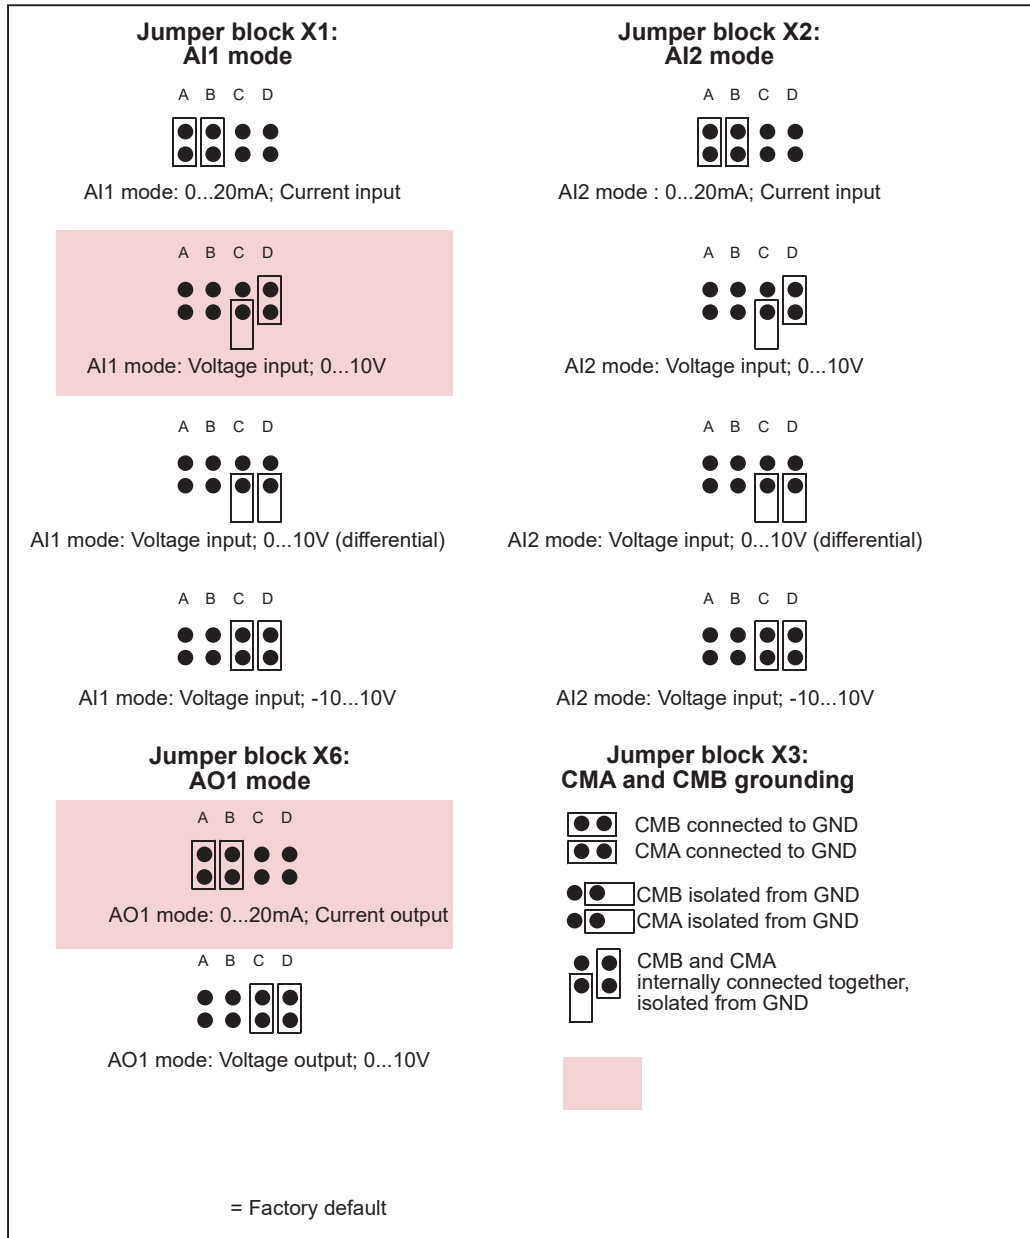 Jumper block X1:
AI1 mode
A B C D
AI1 mode: 0...20mA; Current input
A B C D
AI1 mode: Voltage input; 0...10V
A B C D
AI1 mode: Voltage input; 0...10V (differential)
A B C D
AI1 mode: Voltage input; -10...10V
Jumper block X2:
AI2 mode
A B C D
AI2 mode : 0...20mA; Current input
A B C D
AI2 mode: Voltage input; 0...10V
A B C D
AI2 mode: Voltage input; 0...10V (differential)
A B C D
AI2 mode: Voltage input; -10...10V
Jumper block X6:
AO1 mode
A B C D
AO1 mode: 0...20mA; Current output
A B C D
AO1 mode: Voltage output; 0...10V
Jumper block X3:
CMA and CMB grounding
CMB connected to GND
CMA connected to GND
CMB isolated from GND
CMA isolated from GND
CMB and CMA
internally connected together,
isolated from GND
= Factory default